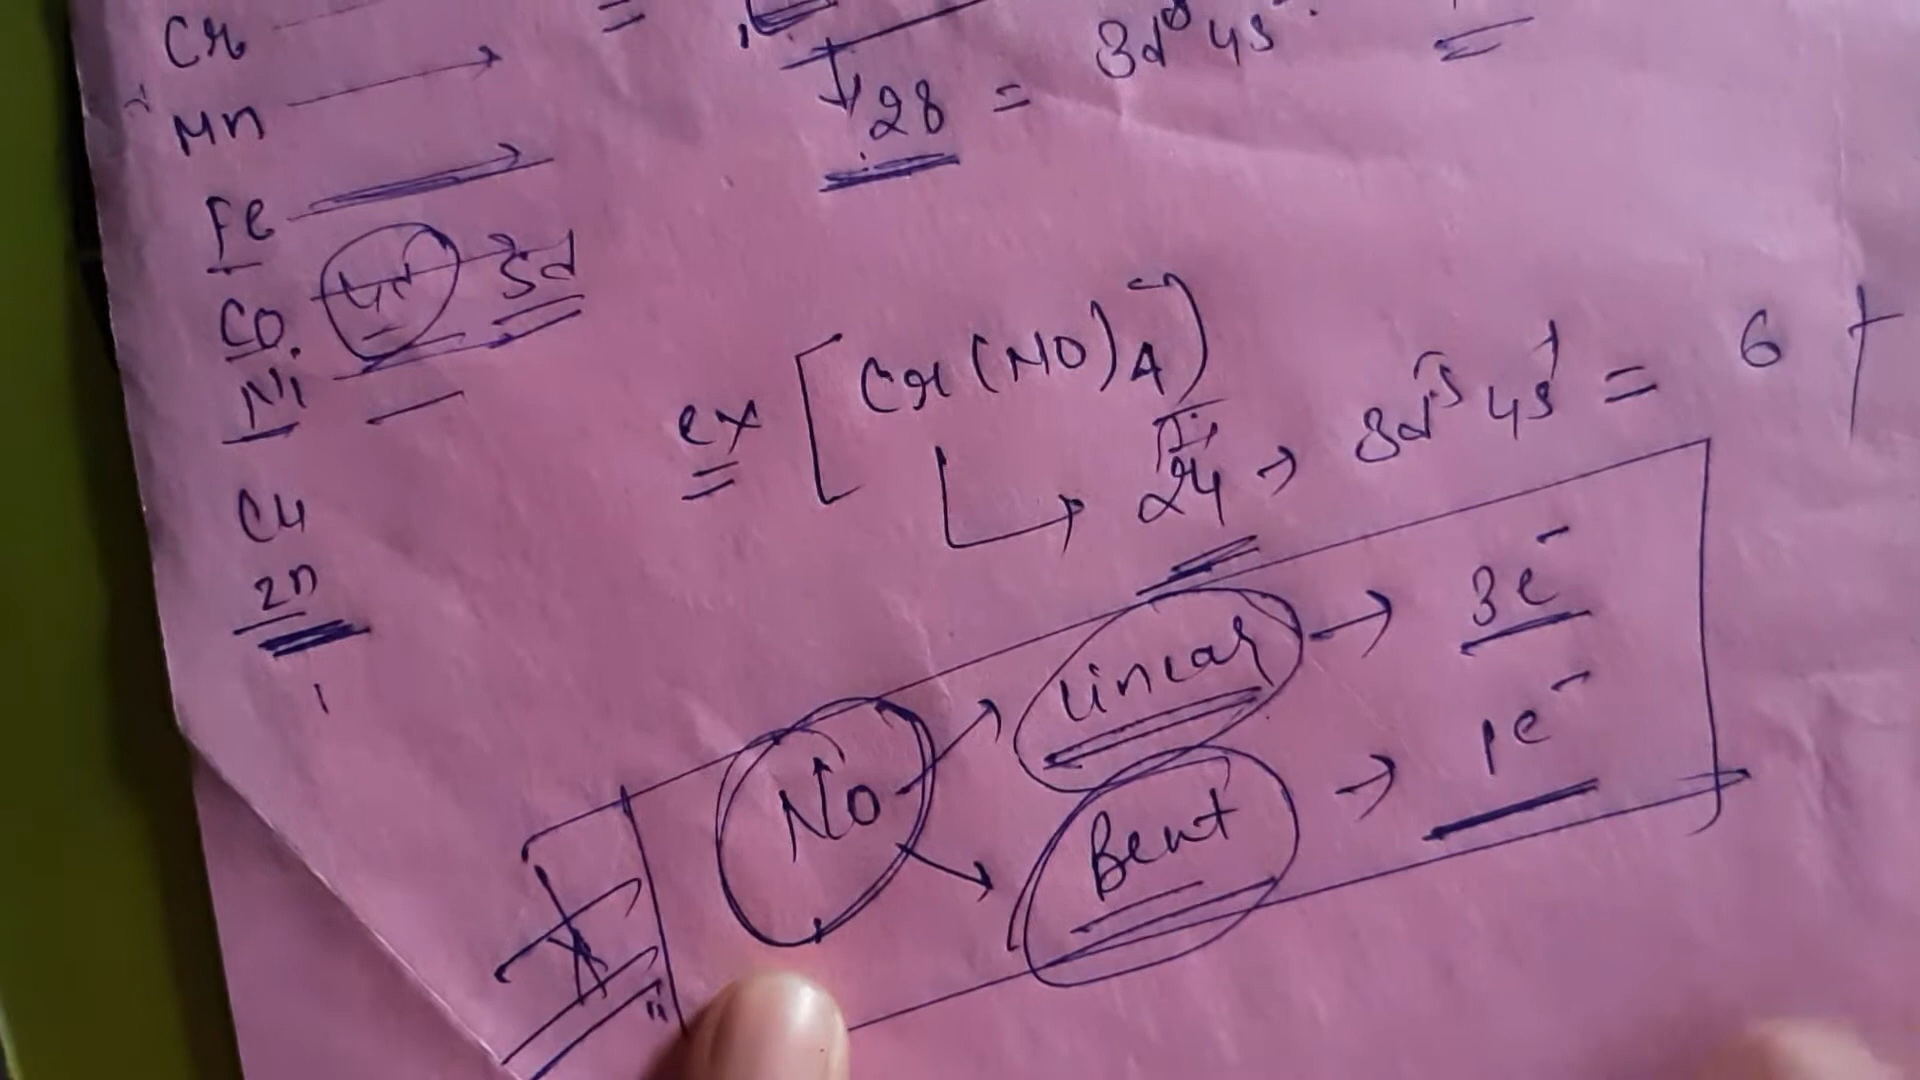 Cr
Mn
Fe
Co
Ni
Cu
Zn
3d
=
28 = 3d⁸ 4s
ex [Cr(NO)4]
24 → 3d⁵ 4s¹ = 6 +
NO
→ Linear → 3e⁻
→ Bent → 1e⁻